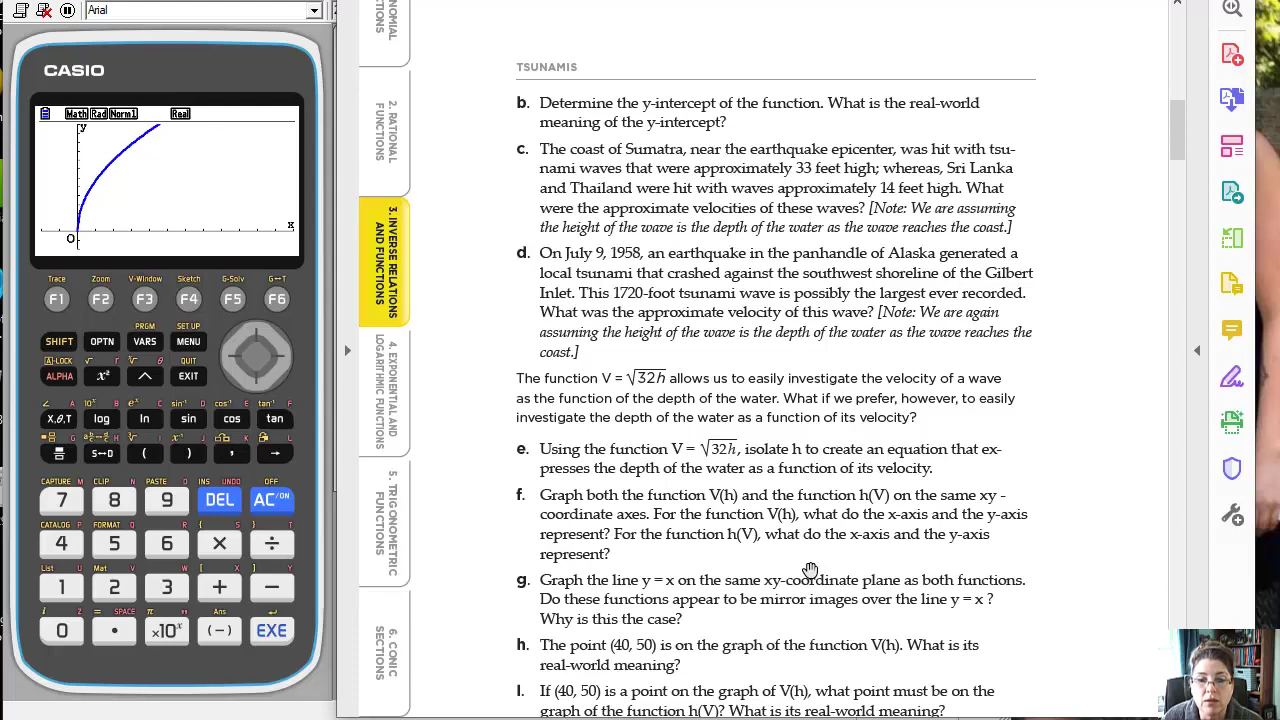 Arial
CASIO
Math Rad Norm1 Real
y
x
O
Trace Zoom V-Window Sketch G-Solv G↔T
F1 F2 F3 F4 F5 F6
PRGM SET UP
SHIFT OPTN VARS MENU
A-LOCK √ r ∛ θ QUIT
ALPHA x² ^ EXIT
∠ A 10ˣ B eˣ C sin⁻¹ D cos⁻¹ E tan⁻¹ F
X,θ,T log ln sin cos tan
G H ∛ I x⁻¹ J K L
S↔D ( ) , →
CAPTURE M CLIP N PASTE O INS UNDO OFF
7 8 9 DEL AC/ON
CATALOG P FORMAT Q R { S } T
4 5 6 × ÷
List U Mat V W [ X ] Y
1 2 3 + −
i Z = SPACE π " Ans ↵
0 • ×10ˣ (−) EXE
NOMIAL
TIONS
2. RATIONAL
FUNCTIONS
3. INVERSE RELATIONS
AND FUNCTIONS
4. EXPONENTIAL AND
LOGARITHMIC FUNCTIONS
5. TRIGONOMETRIC
FUNCTIONS
6. CONIC
SECTIONS
TSUNAMIS
b. Determine the y-intercept of the function. What is the real-world
meaning of the y-intercept?
c. The coast of Sumatra, near the earthquake epicenter, was hit with tsu-
nami waves that were approximately 33 feet high; whereas, Sri Lanka
and Thailand were hit with waves approximately 14 feet high. What
were the approximate velocities of these waves? [Note: We are assuming
the height of the wave is the depth of the water as the wave reaches the coast.]
d. On July 9, 1958, an earthquake in the panhandle of Alaska generated a
local tsunami that crashed against the southwest shoreline of the Gilbert
Inlet. This 1720-foot tsunami wave is possibly the largest ever recorded.
What was the approximate velocity of this wave? [Note: We are again
assuming the height of the wave is the depth of the water as the wave reaches the
coast.]
The function V = √32h allows us to easily investigate the velocity of a wave
as the function of the depth of the water. What if we prefer, however, to easily
investigate the depth of the water as a function of its velocity?
e. Using the function V = √32h, isolate h to create an equation that ex-
presses the depth of the water as a function of its velocity.
f. Graph both the function V(h) and the function h(V) on the same xy -
coordinate axes. For the function V(h), what do the x-axis and the y-axis
represent? For the function h(V), what do the x-axis and the y-axis
represent?
g. Graph the line y = x on the same xy-coordinate plane as both functions.
Do these functions appear to be mirror images over the line y = x ?
Why is this the case?
h. The point (40, 50) is on the graph of the function V(h). What is its
real-world meaning?
I. If (40, 50) is a point on the graph of V(h), what point must be on the
graph of the function h(V)? What is its real-world meaning?